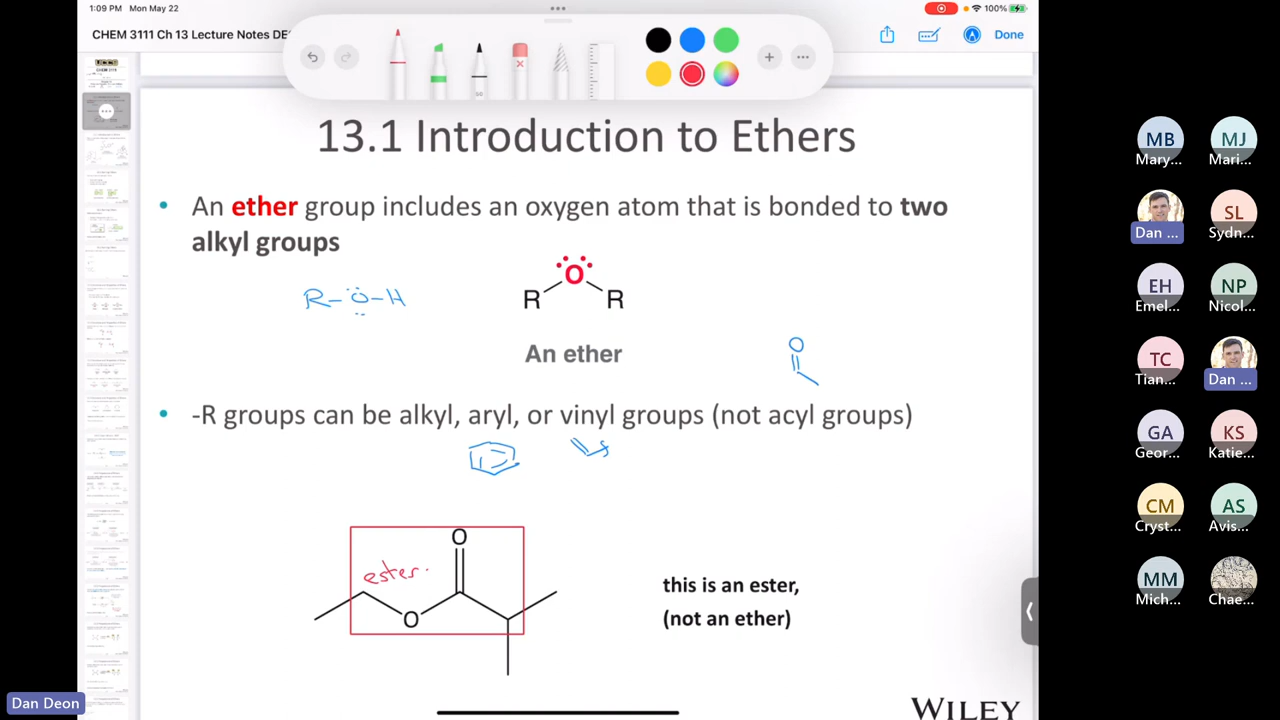 1:09 PM Mon May 22
100%
CHEM 3111 Ch 13 Lecture Notes DE
Done
13.1 Introduction to Ethers
An ether group includes an oxygen atom that is bonded to two
alkyl groups
R-O-H
O
R R
An ether
O
-R groups can be alkyl, aryl, or vinyl groups (not acyl groups)
O
ester.
O
this is an ester,
(not an ether)
WILEY
Dan Deon
MB
Mary...
MJ
Mari...
Dan ...
SL
Sydn...
EH
Emel...
NP
Nicol...
TC
Tian...
Dan ...
GA
Geor...
KS
Katie...
CM
Cryst...
AS
Avis...
MM
Mich...
Chae...